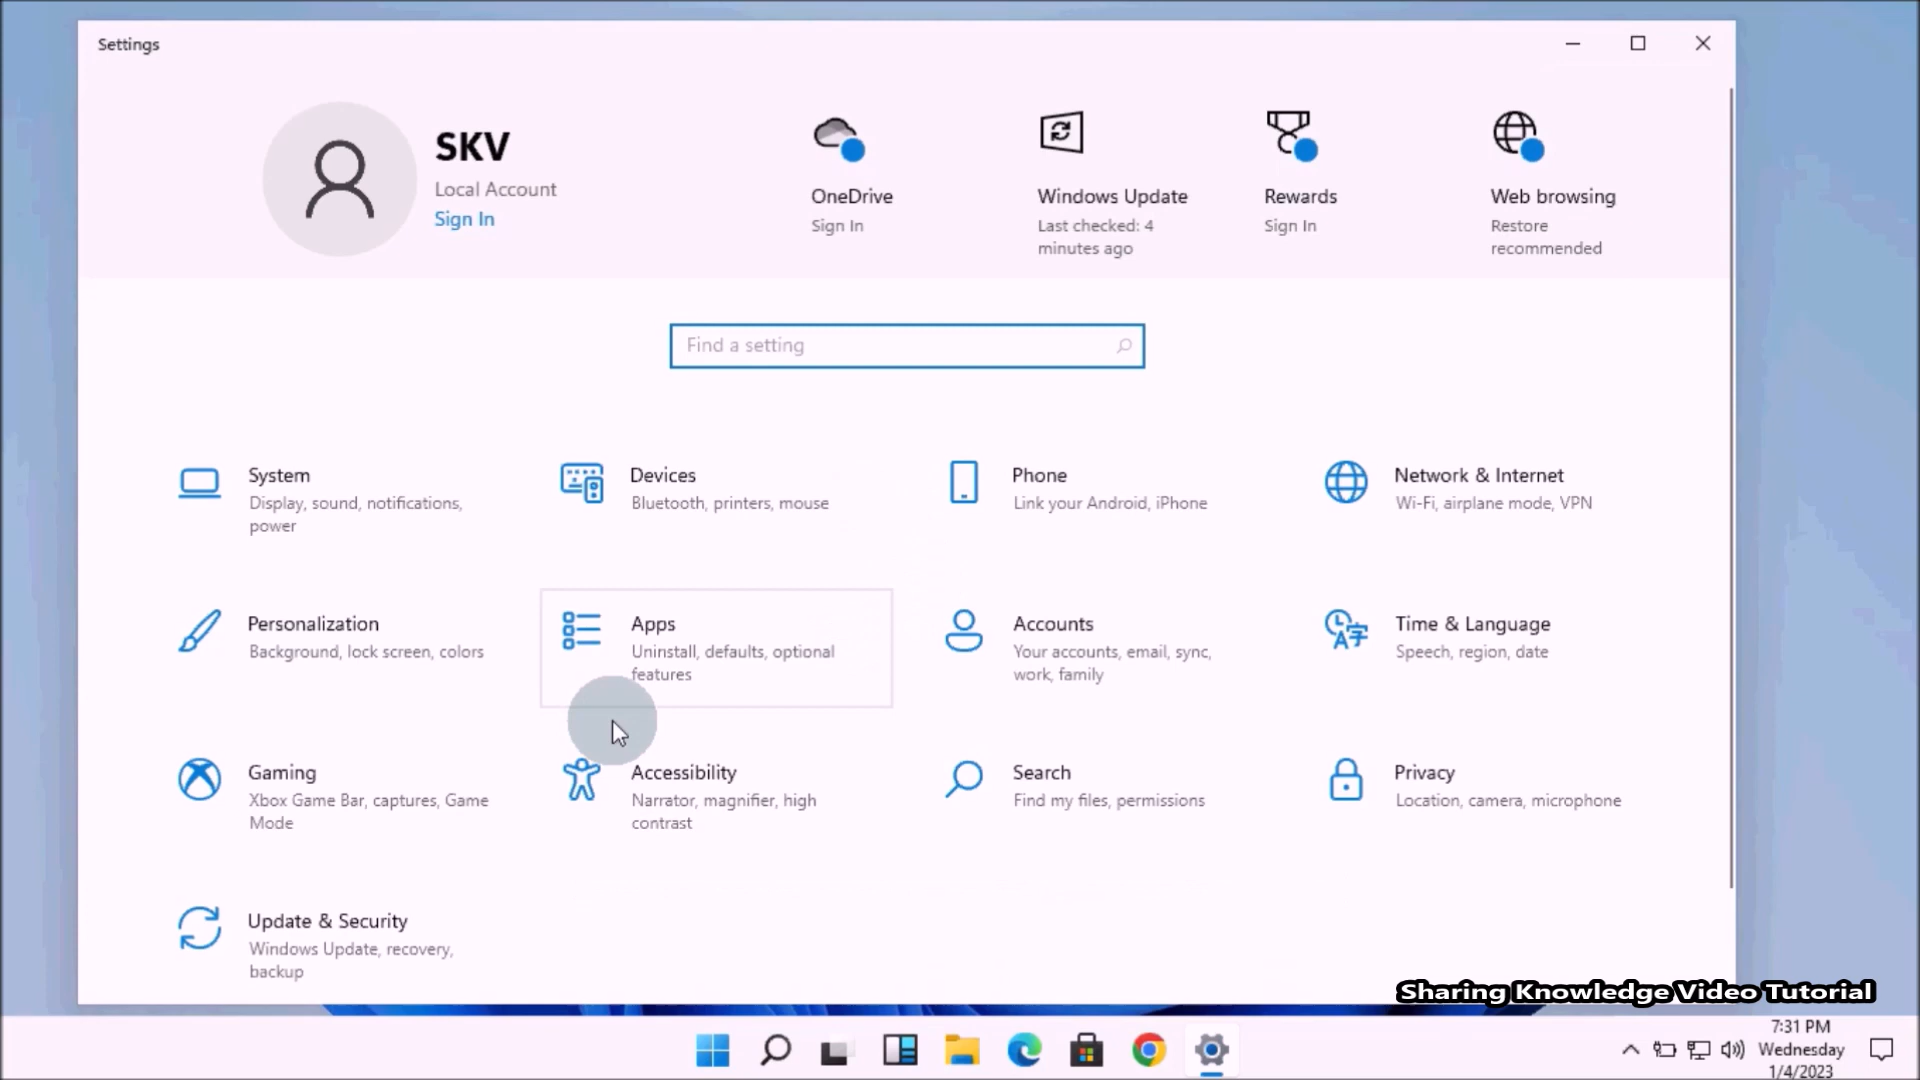 Settings
SKV
Local Account
Sign In
OneDrive
Sign In
Windows Update
Last checked: 4
minutes ago
Rewards
Sign In
Web browsing
Restore
recommended
Find a setting
System
Display, sound, notifications,
power
Devices
Bluetooth, printers, mouse
Phone
Link your Android, iPhone
Network & Internet
Wi-Fi, airplane mode, VPN
Personalization
Background, lock screen, colors
Apps
Uninstall, defaults, optional
features
Accounts
Your accounts, email, sync,
work, family
Time & Language
Speech, region, date
Gaming
Xbox Game Bar, captures, Game
Mode
Accessibility
Narrator, magnifier, high
contrast
Search
Find my files, permissions
Privacy
Location, camera, microphone
Update & Security
Windows Update, recovery,
backup
Sharing Knowledge Video Tutorial
7:31 PM
Wednesday
1/4/2023